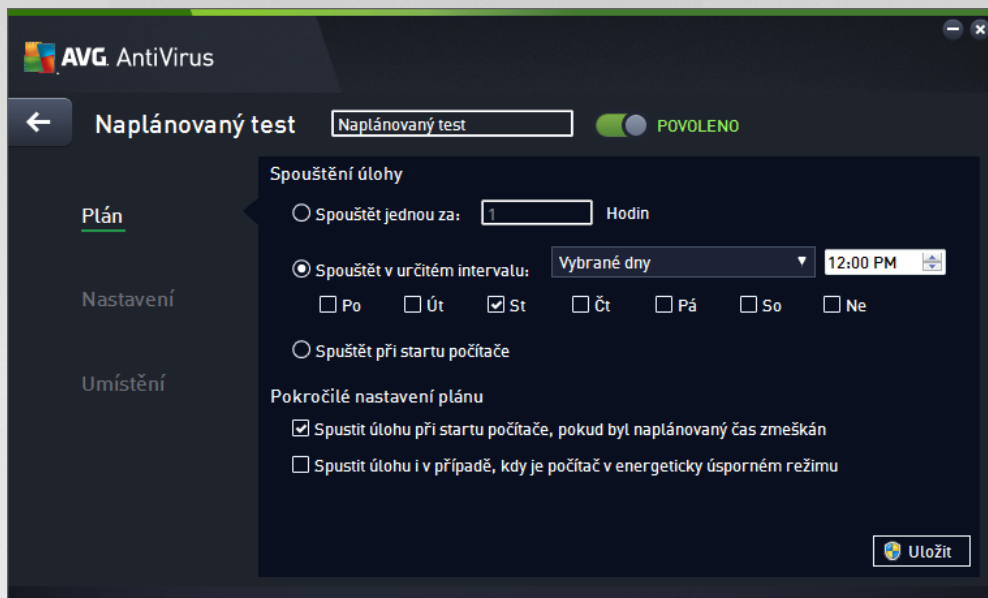 AVG. AntiVirus
Naplánovaný test Naplánovaný test POVOLENO
Plán
Nastavení
Umístění
Spouštění úlohy
Spouštět jednou za: 1 Hodin
Spouštět v určitém intervalu: Vybrané dny 12:00 PM
Po Út St Čt Pá So Ne
Spuštět při startu počítače
Pokročilé nastavení plánu
Spustit úlohu při startu počítače, pokud byl naplánovaný čas zmeškán
Spustit úlohu i v případě, kdy je počítač v energeticky úsporném režimu
Uložit